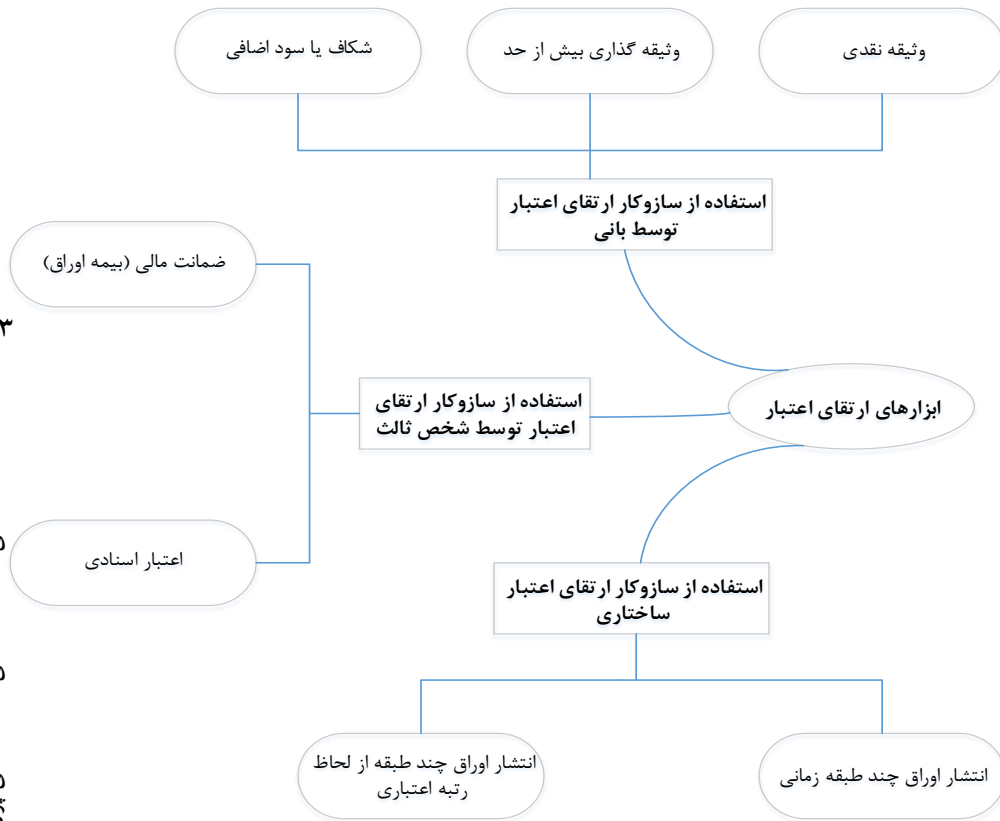 وثیقه نقدی
وثیقه گذاری بیش از حد
شکاف یا سود اضافی
استفاده از سازوکار ارتقای اعتبار
توسط بانی
ضمانت مالی (بیمه اوراق)
۳
استفاده از سازوکار ارتقای
اعتبار توسط شخص ثالث
ابزارهای ارتقای اعتبار
اعتبار اسنادی
استفاده از سازوکار ارتقای اعتبار
ساختاری
انتشار اوراق چند طبقه زمانی
انتشار اوراق چند طبقه از لحاظ
رتبه اعتباری